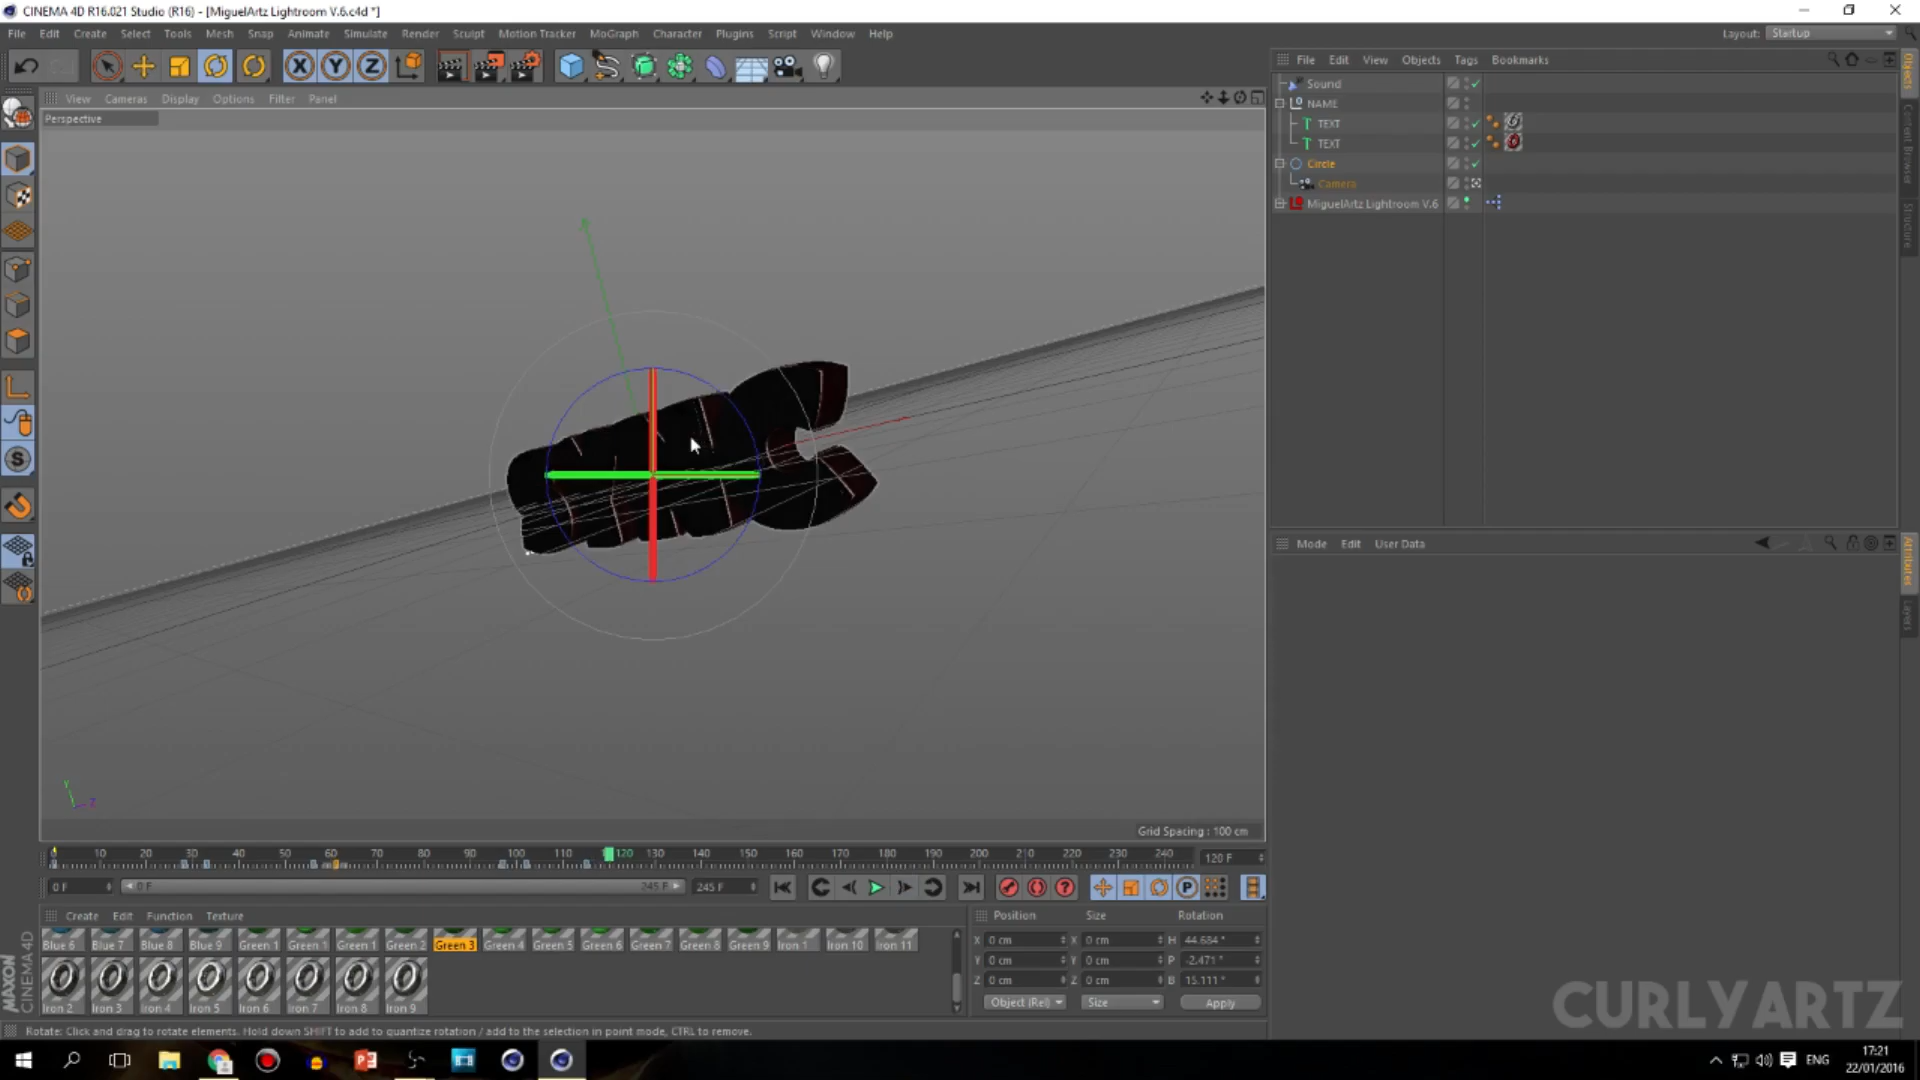 CINEMA 4D R16.021 Studio (R16) - [MiguelArtz Lightroom V.6.c4d *]
File Edit Create Select Tools Mesh Snap Animate Simulate Render Sculpt Motion Tracker MoGraph Character Plugins Script Window Help
Layout: Startup
X Y Z
View Cameras Display Options Filter Panel
Perspective
File Edit View Objects Tags Bookmarks
Sound
NAME
TEXT
TEXT
Circle
Camera
MiguelArtz Lightroom V.6
Objects
Content Browser
Structure
Mode Edit User Data
Attributes
Layers
Y
Z
Grid Spacing : 100 cm
0 10 20 30 40 50 60 70 80 90 100 110 120 130 140 150 160 170 180 190 200 210 220 230 240
120 F
0 F
0 F
245 F
245 F
Create Edit Function Texture
Blue 6 Blue 7 Blue 8 Blue 9 Green 1 Green 1 Green 1 Green 2 Green 3 Green 4 Green 5 Green 6 Green 7 Green 8 Green 9 Iron 1 Iron 10 Iron 11
Iron 2 Iron 3 Iron 4 Iron 5 Iron 6 Iron 7 Iron 8 Iron 9
Position Size Rotation
X 0 cm X 0 cm H 44.684 °
Y 0 cm Y 0 cm P -2.471 °
Z 0 cm Z 0 cm B 15.111 °
Object (Rel) Size Apply
MAXON
CINEMA 4D
Rotate: Click and drag to rotate elements. Hold down SHIFT to add to quantize rotation / add to the selection in point mode, CTRL to remove.
CURLYARTZ
ENG
17:21
22/01/2016